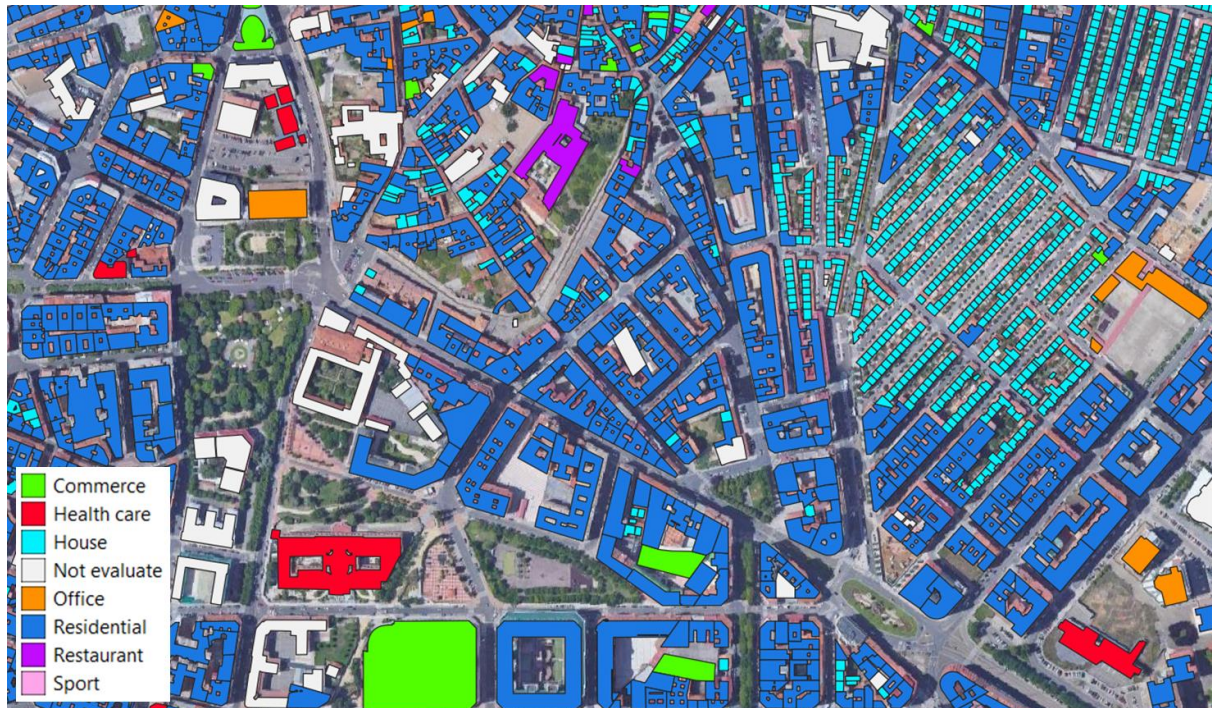 Commerce
Health care
House
Not evaluate
Office
Residential
Restaurant
Sport